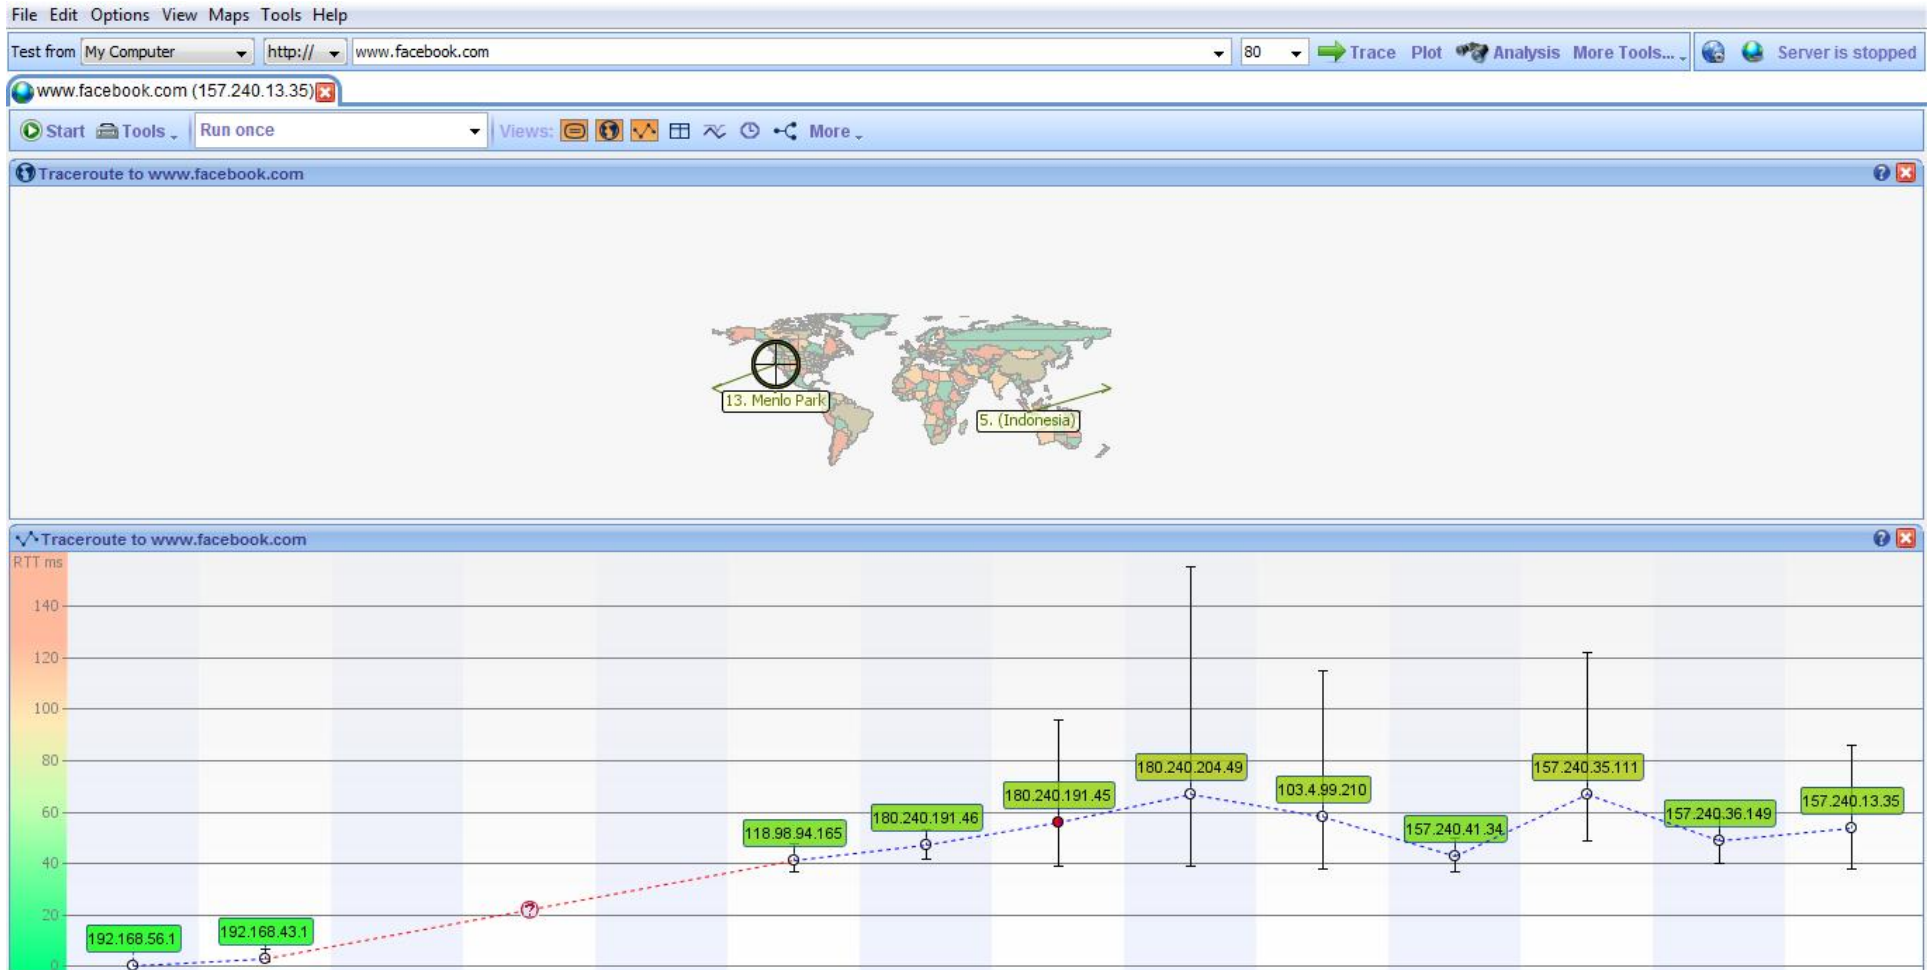 File Edit Options View Maps Tools Help
Test from My Computer http:// www.facebook.com 80 Trace Plot Analysis More Tools... Server is stopped
www.facebook.com (157.240.13.35)
Start Tools Run once Views: More
Traceroute to www.facebook.com
13. Menlo Park
5. (Indonesia)
Traceroute to www.facebook.com
RTT ms
140
120
100
80
60
40
20
0
192.168.56.1
192.168.43.1
?
118.98.94.165
180.240.191.46
180.240.191.45
180.240.204.49
103.4.99.210
157.240.41.34
157.240.35.111
157.240.36.149
157.240.13.35